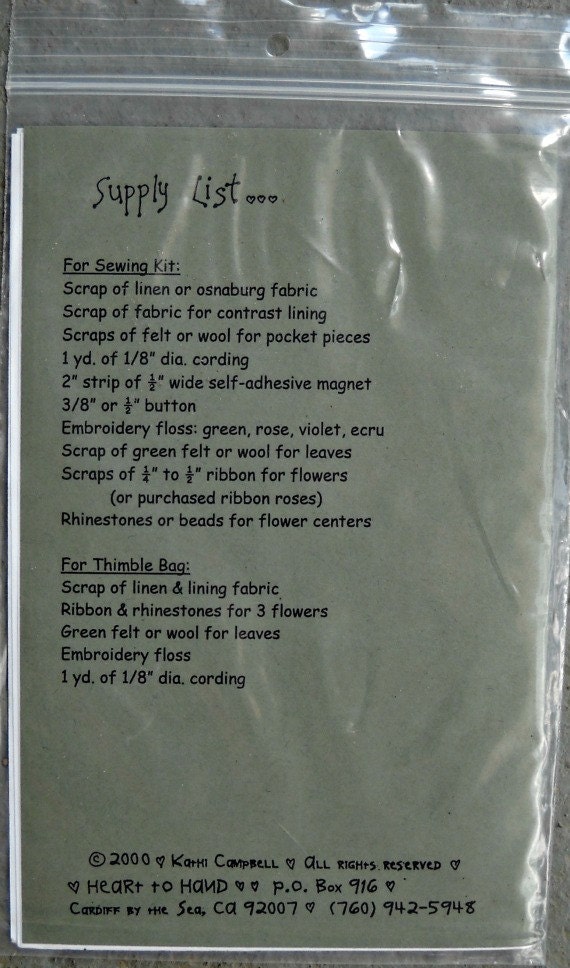 Supply List...
For Sewing Kit:
Scrap of linen or osnaburg fabric
Scrap of fabric for contrast lining
Scraps of felt or wool for pocket pieces
1 yd. of 1/8" dia. cording
2" strip of ½" wide self-adhesive magnet
3/8" or ½" button
Embroidery floss: green, rose, violet, ecru
Scrap of green felt or wool for leaves
Scraps of ¼" to ½" ribbon for flowers
(or purchased ribbon roses)
Rhinestones or beads for flower centers
For Thimble Bag:
Scrap of linen & lining fabric
Ribbon & rhinestones for 3 flowers
Green felt or wool for leaves
Embroidery floss
1 yd. of 1/8" dia. cording
© 2000 ♡ Kathi Campbell ♡ All rights reserved ♡
♡ Heart to Hand ♡ ♡ P.O. Box 916 ♡
Cardiff by the Sea, CA 92007 ♡ (760) 942-5948